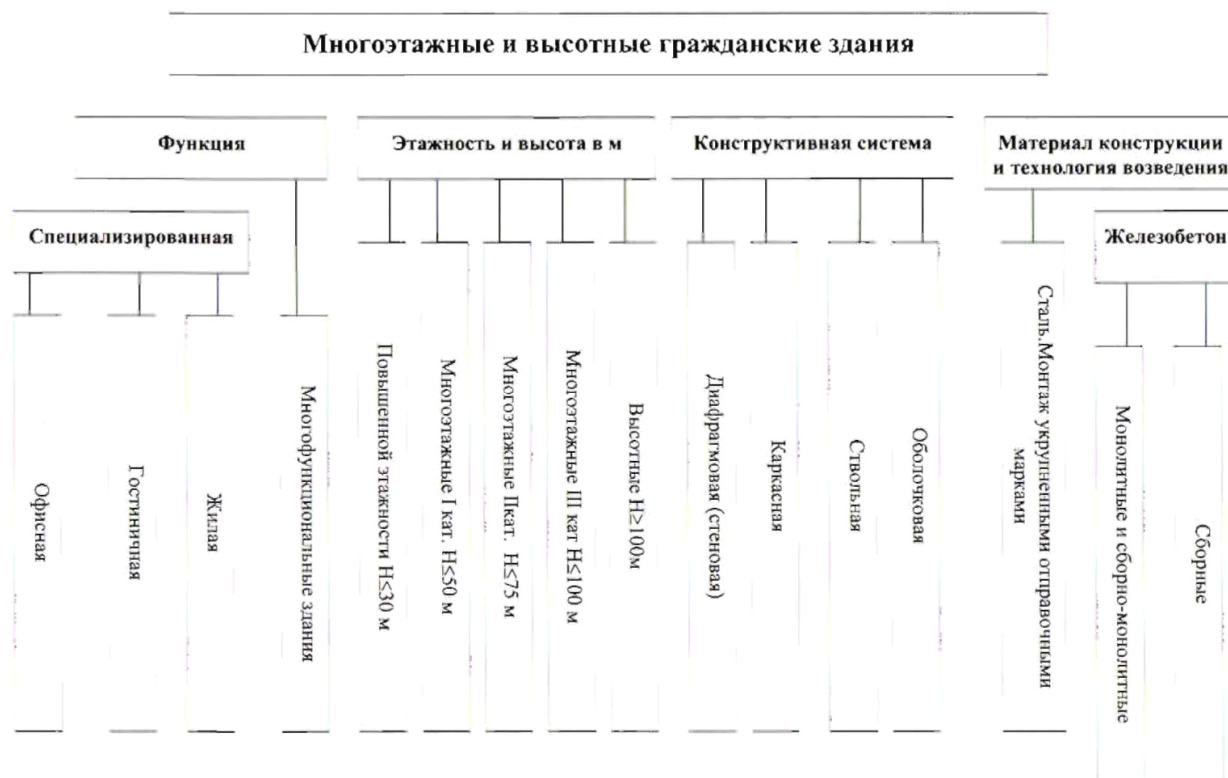 Многоэтажные и высотные гражданские здания
Функция
Этажность и высота в м
Конструктивная система
Материал конструкции
и технология возведения
Специализированная
Железобетон
Офисная
Гостиничная
Жилая
Многофункциональные здания
Повышенной этажности H≤30 м
Многоэтажные I кат. H≤50 м
Многоэтажные IIкат. H≤75 м
Многоэтажные III кат H≤100 м
Высотные H≥100м
Диафрагмовая (стеновая)
Каркасная
Ствольная
Оболочковая
Сталь.Монтаж укрупненными отправочными
марками
Монолитные и сборно-монолитные
Сборные